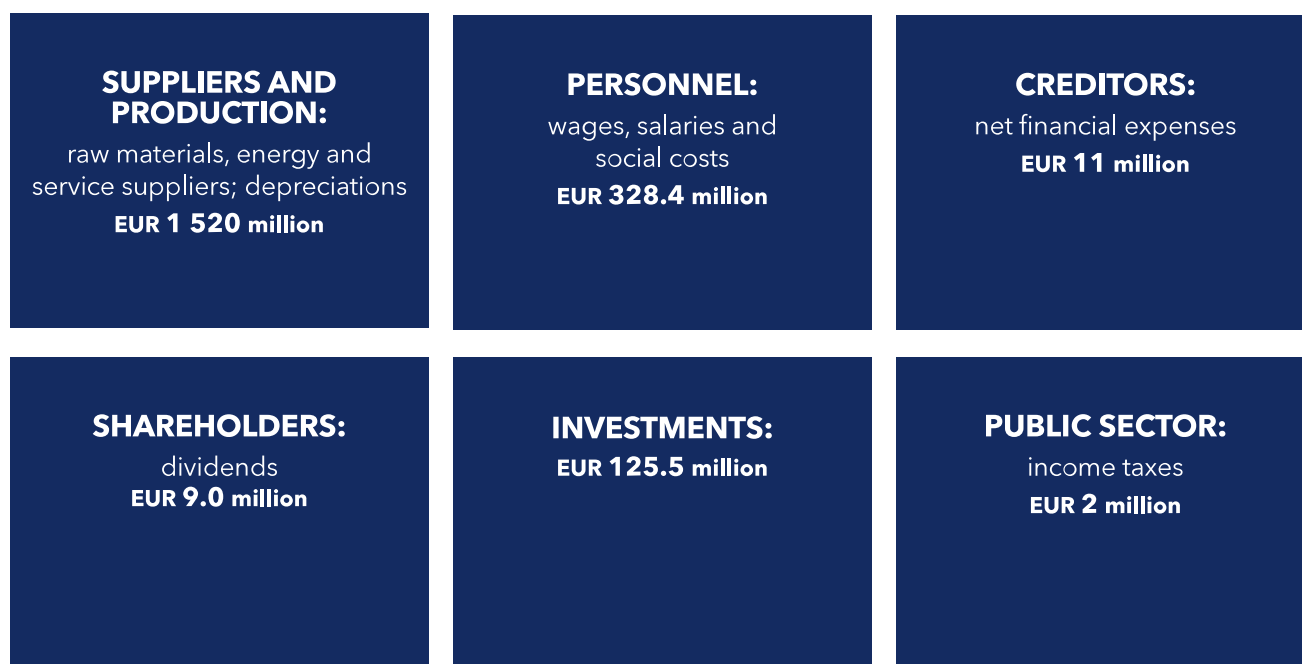 SUPPLIERS AND
PRODUCTION:
raw materials, energy and
service suppliers; depreciations
EUR 1 520 million
PERSONNEL:
wages, salaries and
social costs
EUR 328.4 million
CREDITORS:
net financial expenses
EUR 11 million
SHAREHOLDERS:
dividends
EUR 9.0 million
INVESTMENTS:
EUR 125.5 million
PUBLIC SECTOR:
income taxes
EUR 2 million